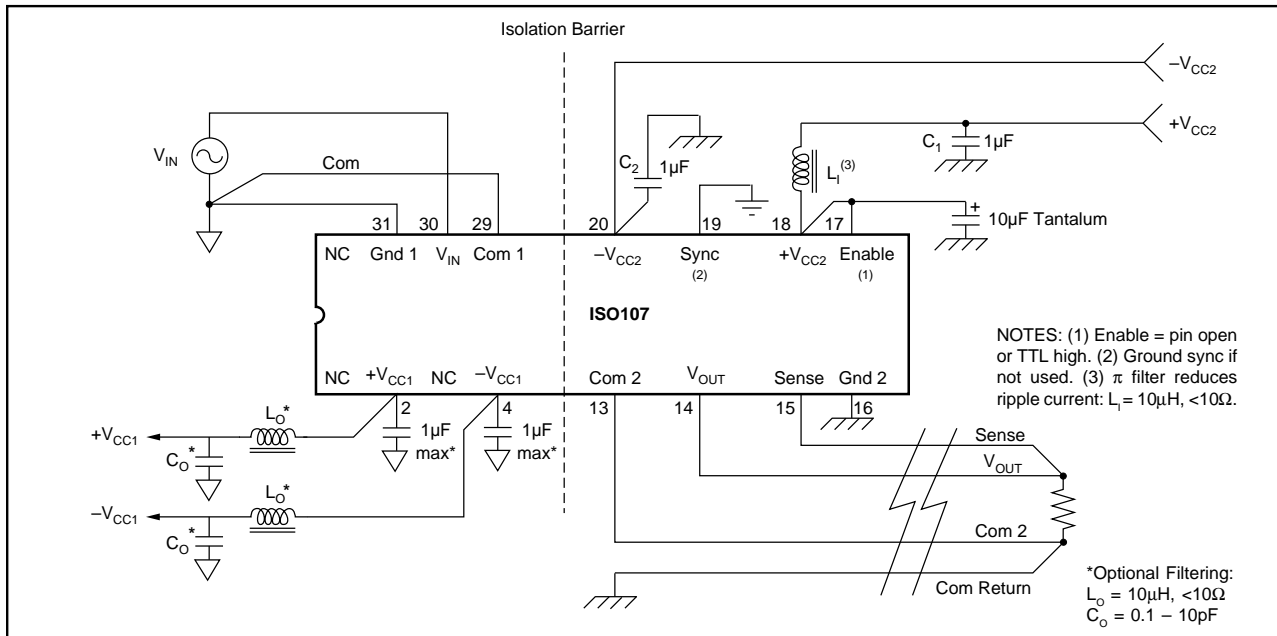 Isolation Barrier
–VCC2
+VCC2
C1
1µF
VIN
Com
C2
1µF
LI(3)
10µF Tantalum
+
31
30
29
20
19
18
17
NC
Gnd 1
VIN
Com 1
–VCC2
Sync
(2)
+VCC2
Enable
(1)
ISO107
NOTES: (1) Enable = pin open
or TTL high. (2) Ground sync if
not used. (3) π filter reduces
ripple current: LI = 10µH, <10Ω.
NC
+VCC1
NC
–VCC1
Com 2
VOUT
Sense
Gnd 2
2
4
13
14
15
16
LO*
+VCC1
CO*
1µF
max*
1µF
max*
LO*
–VCC1
CO*
Sense
VOUT
Com 2
Com Return
*Optional Filtering:
LO = 10µH, <10Ω
CO = 0.1 – 10pF